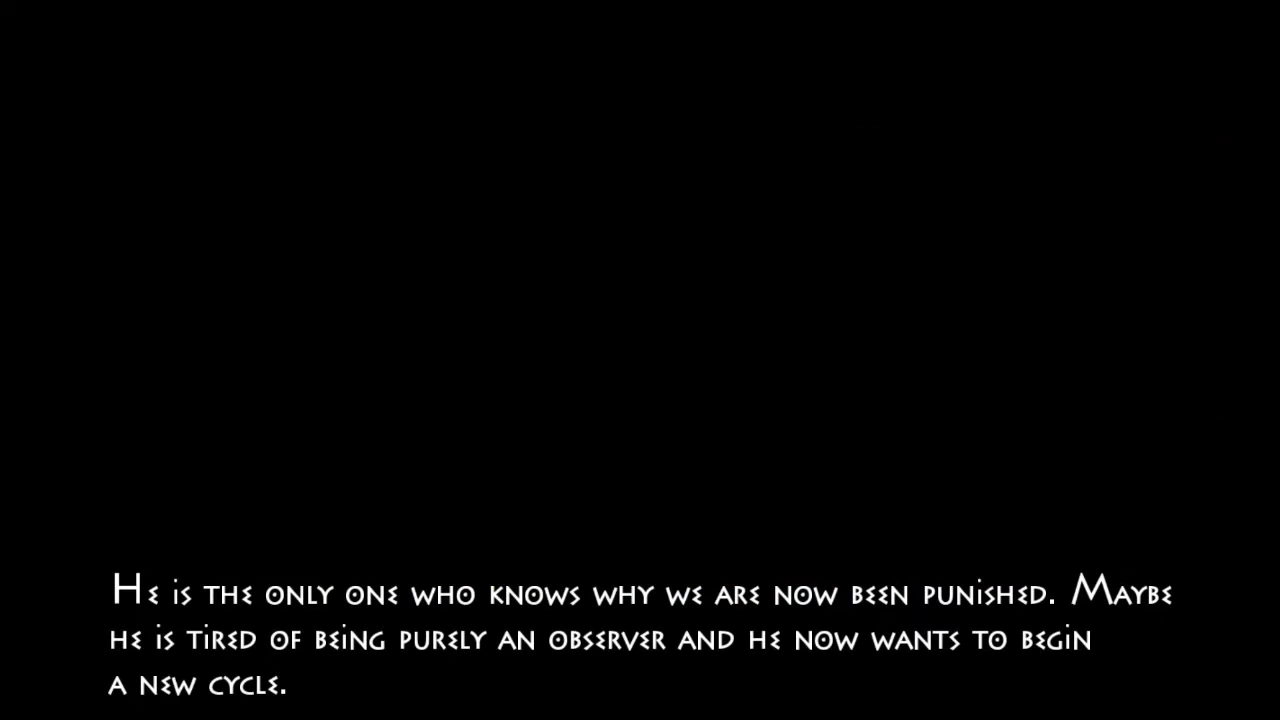 He is the only one who knows why we are now been punished. Maybe
he is tired of being purely an observer and he now wants to begin
a new cycle.